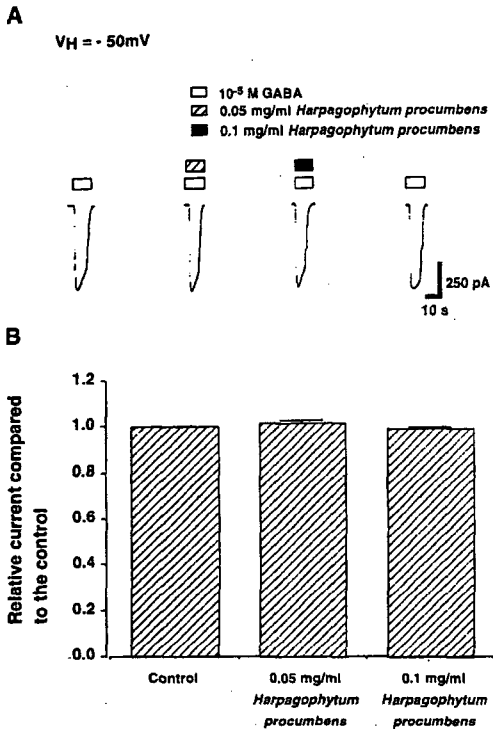 A
VH = - 50mV
10-5 M GABA
0.05 mg/ml Harpagophytum procumbens
0.1 mg/ml Harpagophytum procumbens
250 pA
10 s
B
Relative current compared
to the control
1.2
1.0
0.8
0.6
0.4
0.2
0.0
Control
0.05 mg/ml
Harpagophytum
procumbens
0.1 mg/ml
Harpagophytum
procumbens